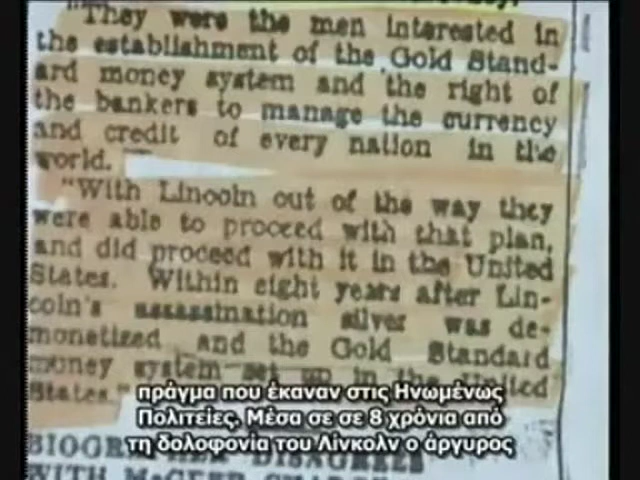 "They were the men interested in
the establishment of the Gold Stand-
ard money system and the right of
the bankers to manage the currency
and credit of every nation in the
world.
"With Lincoln out of the way they
were able to proceed with that plan,
and did proceed with it in the United
States. Within eight years after Lin-
coln's assassination silver was de-
monetized and the Gold Standard
money system set up in the United
States."
πράγμα που έκαναν στις Ηνωμένως
Πολιτείες. Μέσα σε σε 8 χρόνια από
τη δολοφονία του Λίνκολν ο άργυρος
DISAGREES
WITH